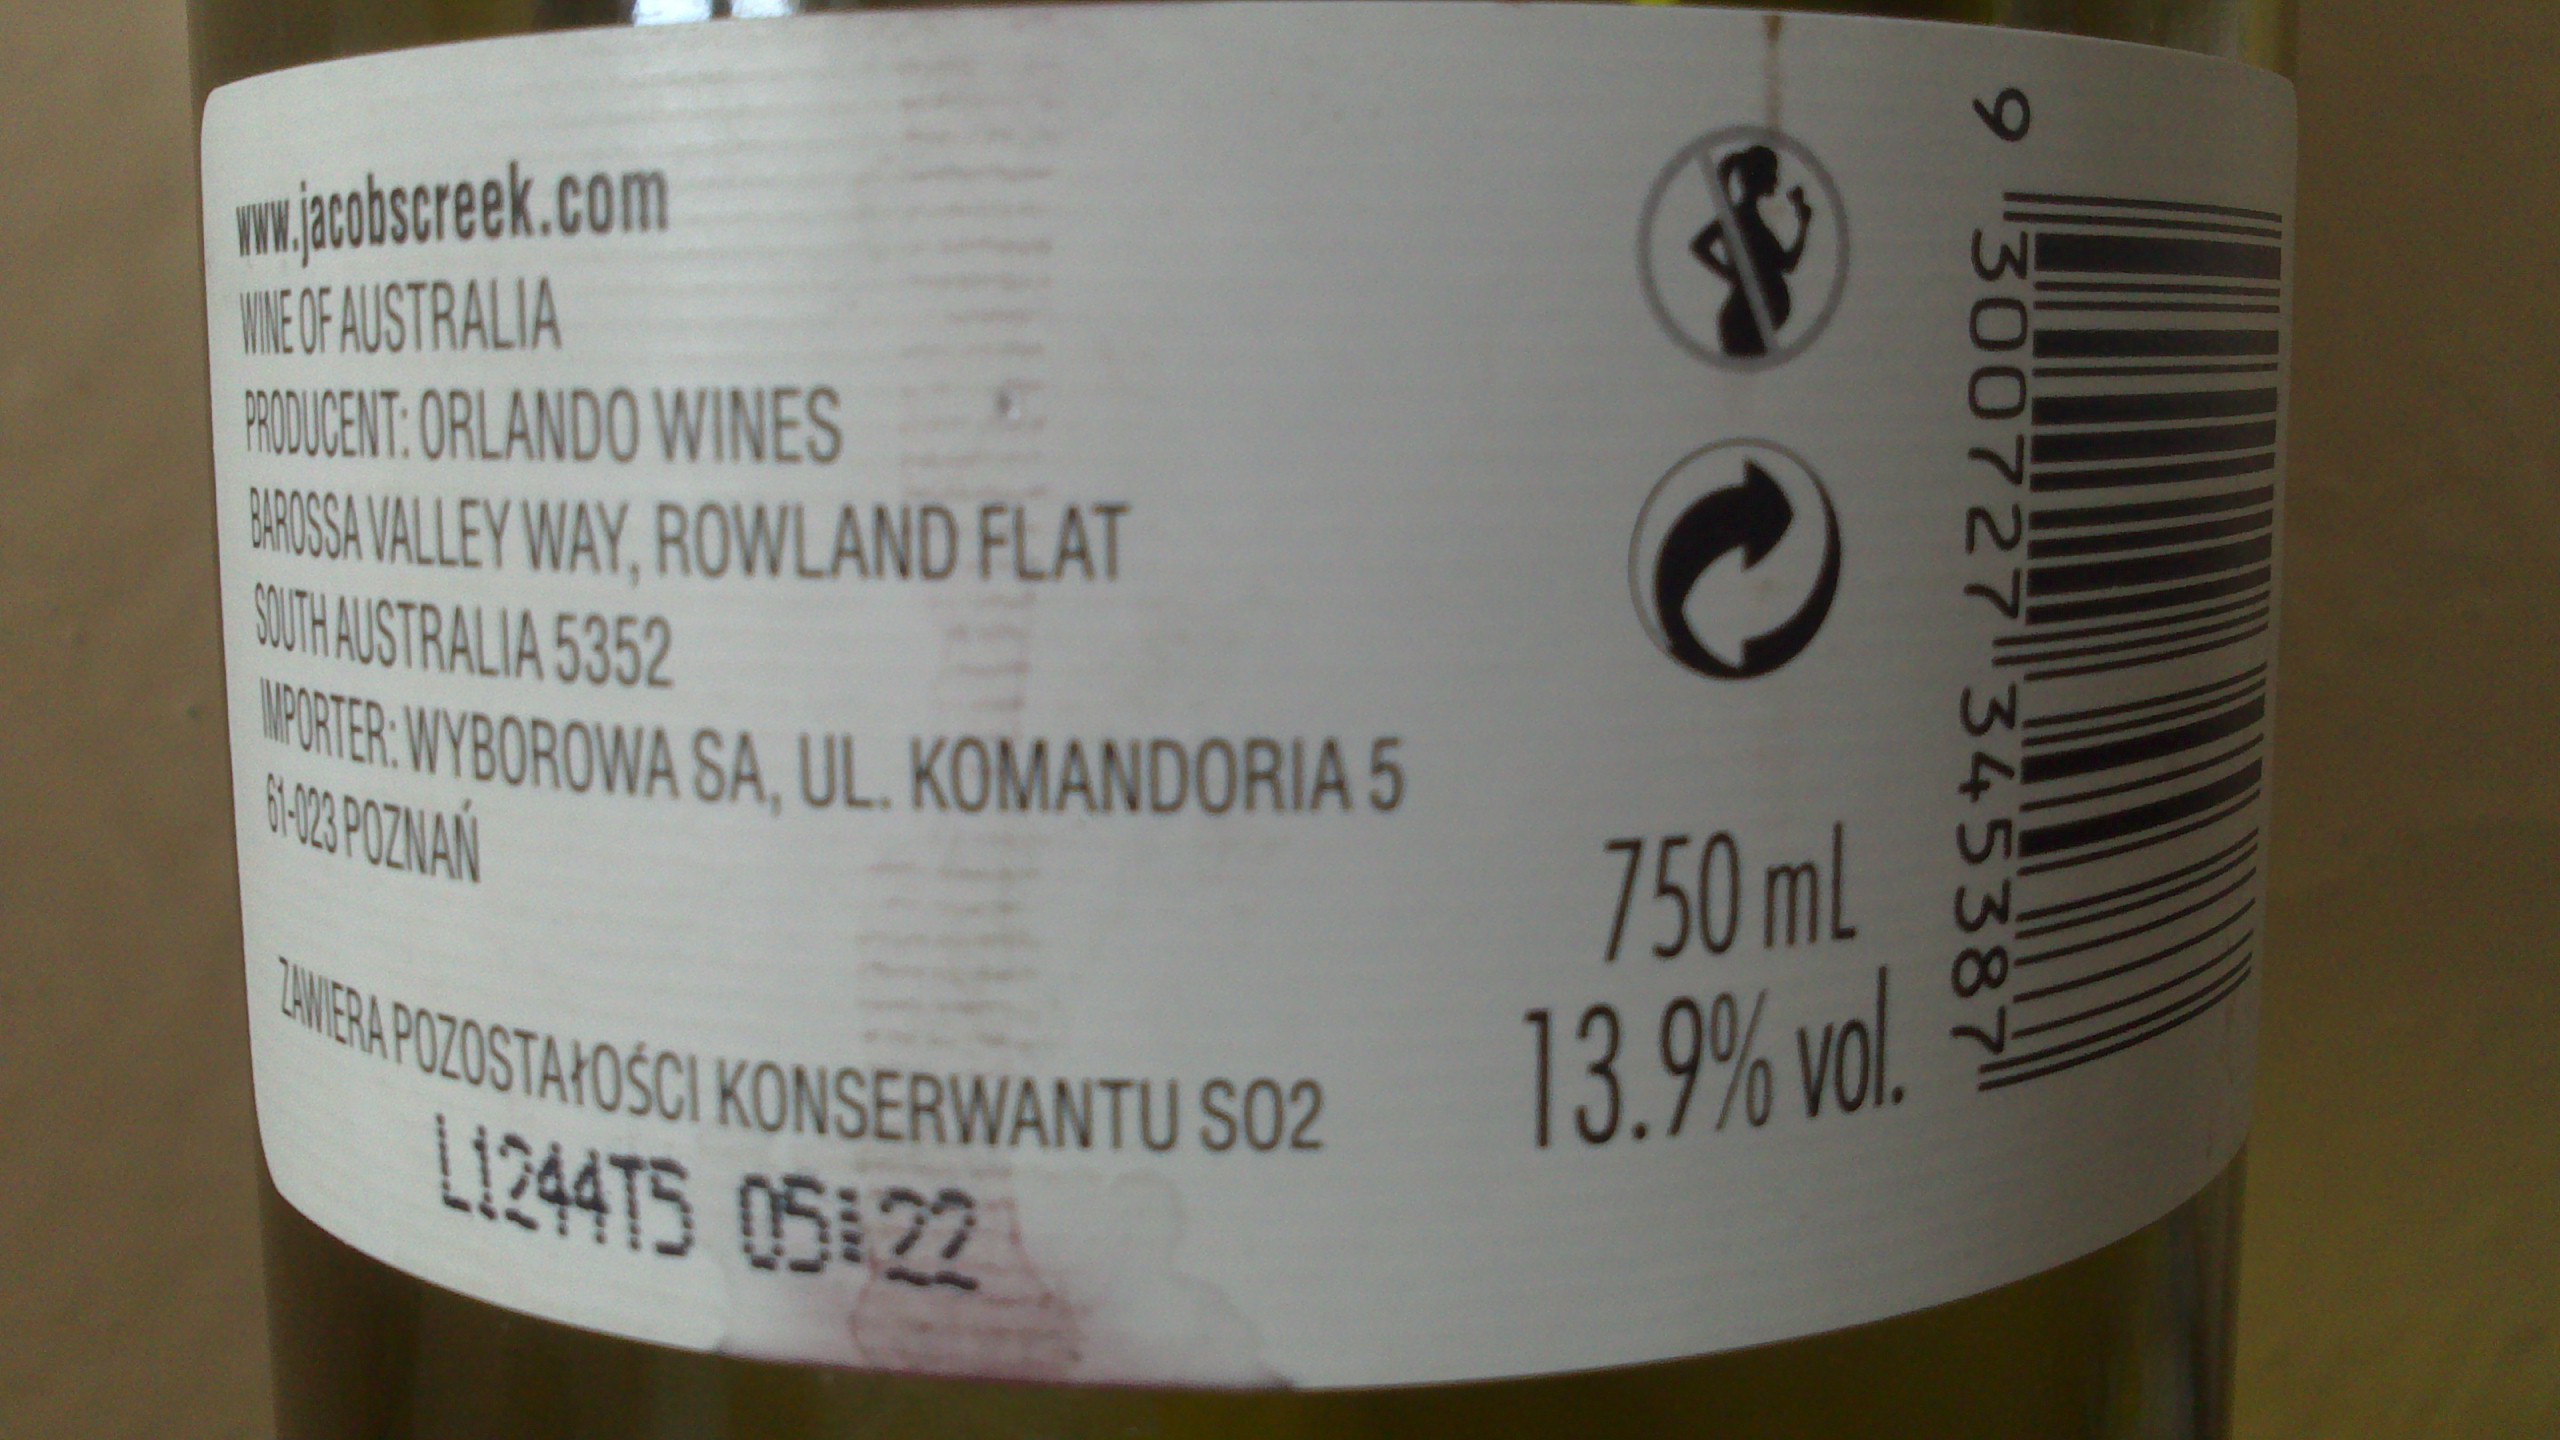 www.jacobscreek.com
WINE OF AUSTRALIA
PRODUCENT: ORLANDO WINES
BAROSSA VALLEY WAY, ROWLAND FLAT
SOUTH AUSTRALIA 5352
IMPORTER: WYBOROWA SA, UL. KOMANDORIA 5
61-023 POZNAŃ
ZAWIERA POZOSTAłOŚCI KONSERWANTU SO2
L1244T5 05:22
750 mL
13.9% vol.
9 300727 345387